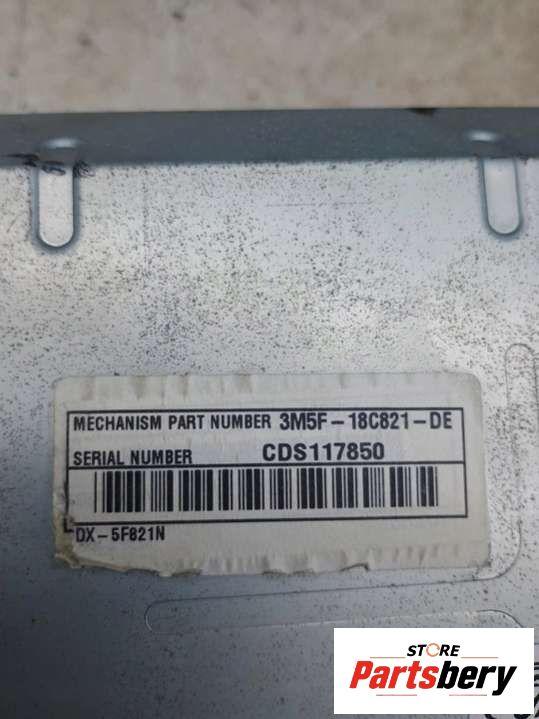 MECHANISM PART NUMBER 3M5F-18C821-DE
SERIAL NUMBER CDS117850
DX-5F821N
STORE
Partsbery